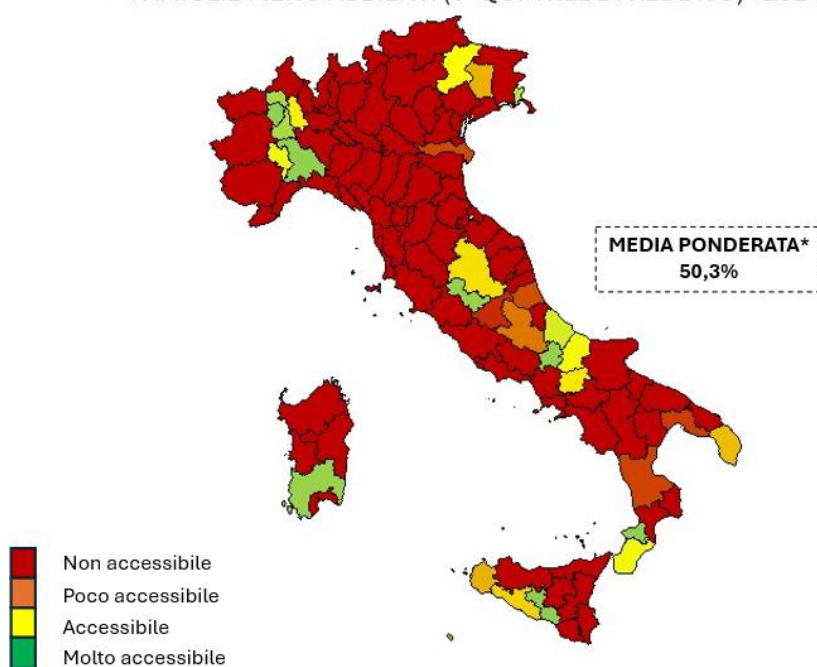 MEDIA PONDERATA*
50,3%
Non accessibile
Poco accessibile
Accessibile
Molto accessibile